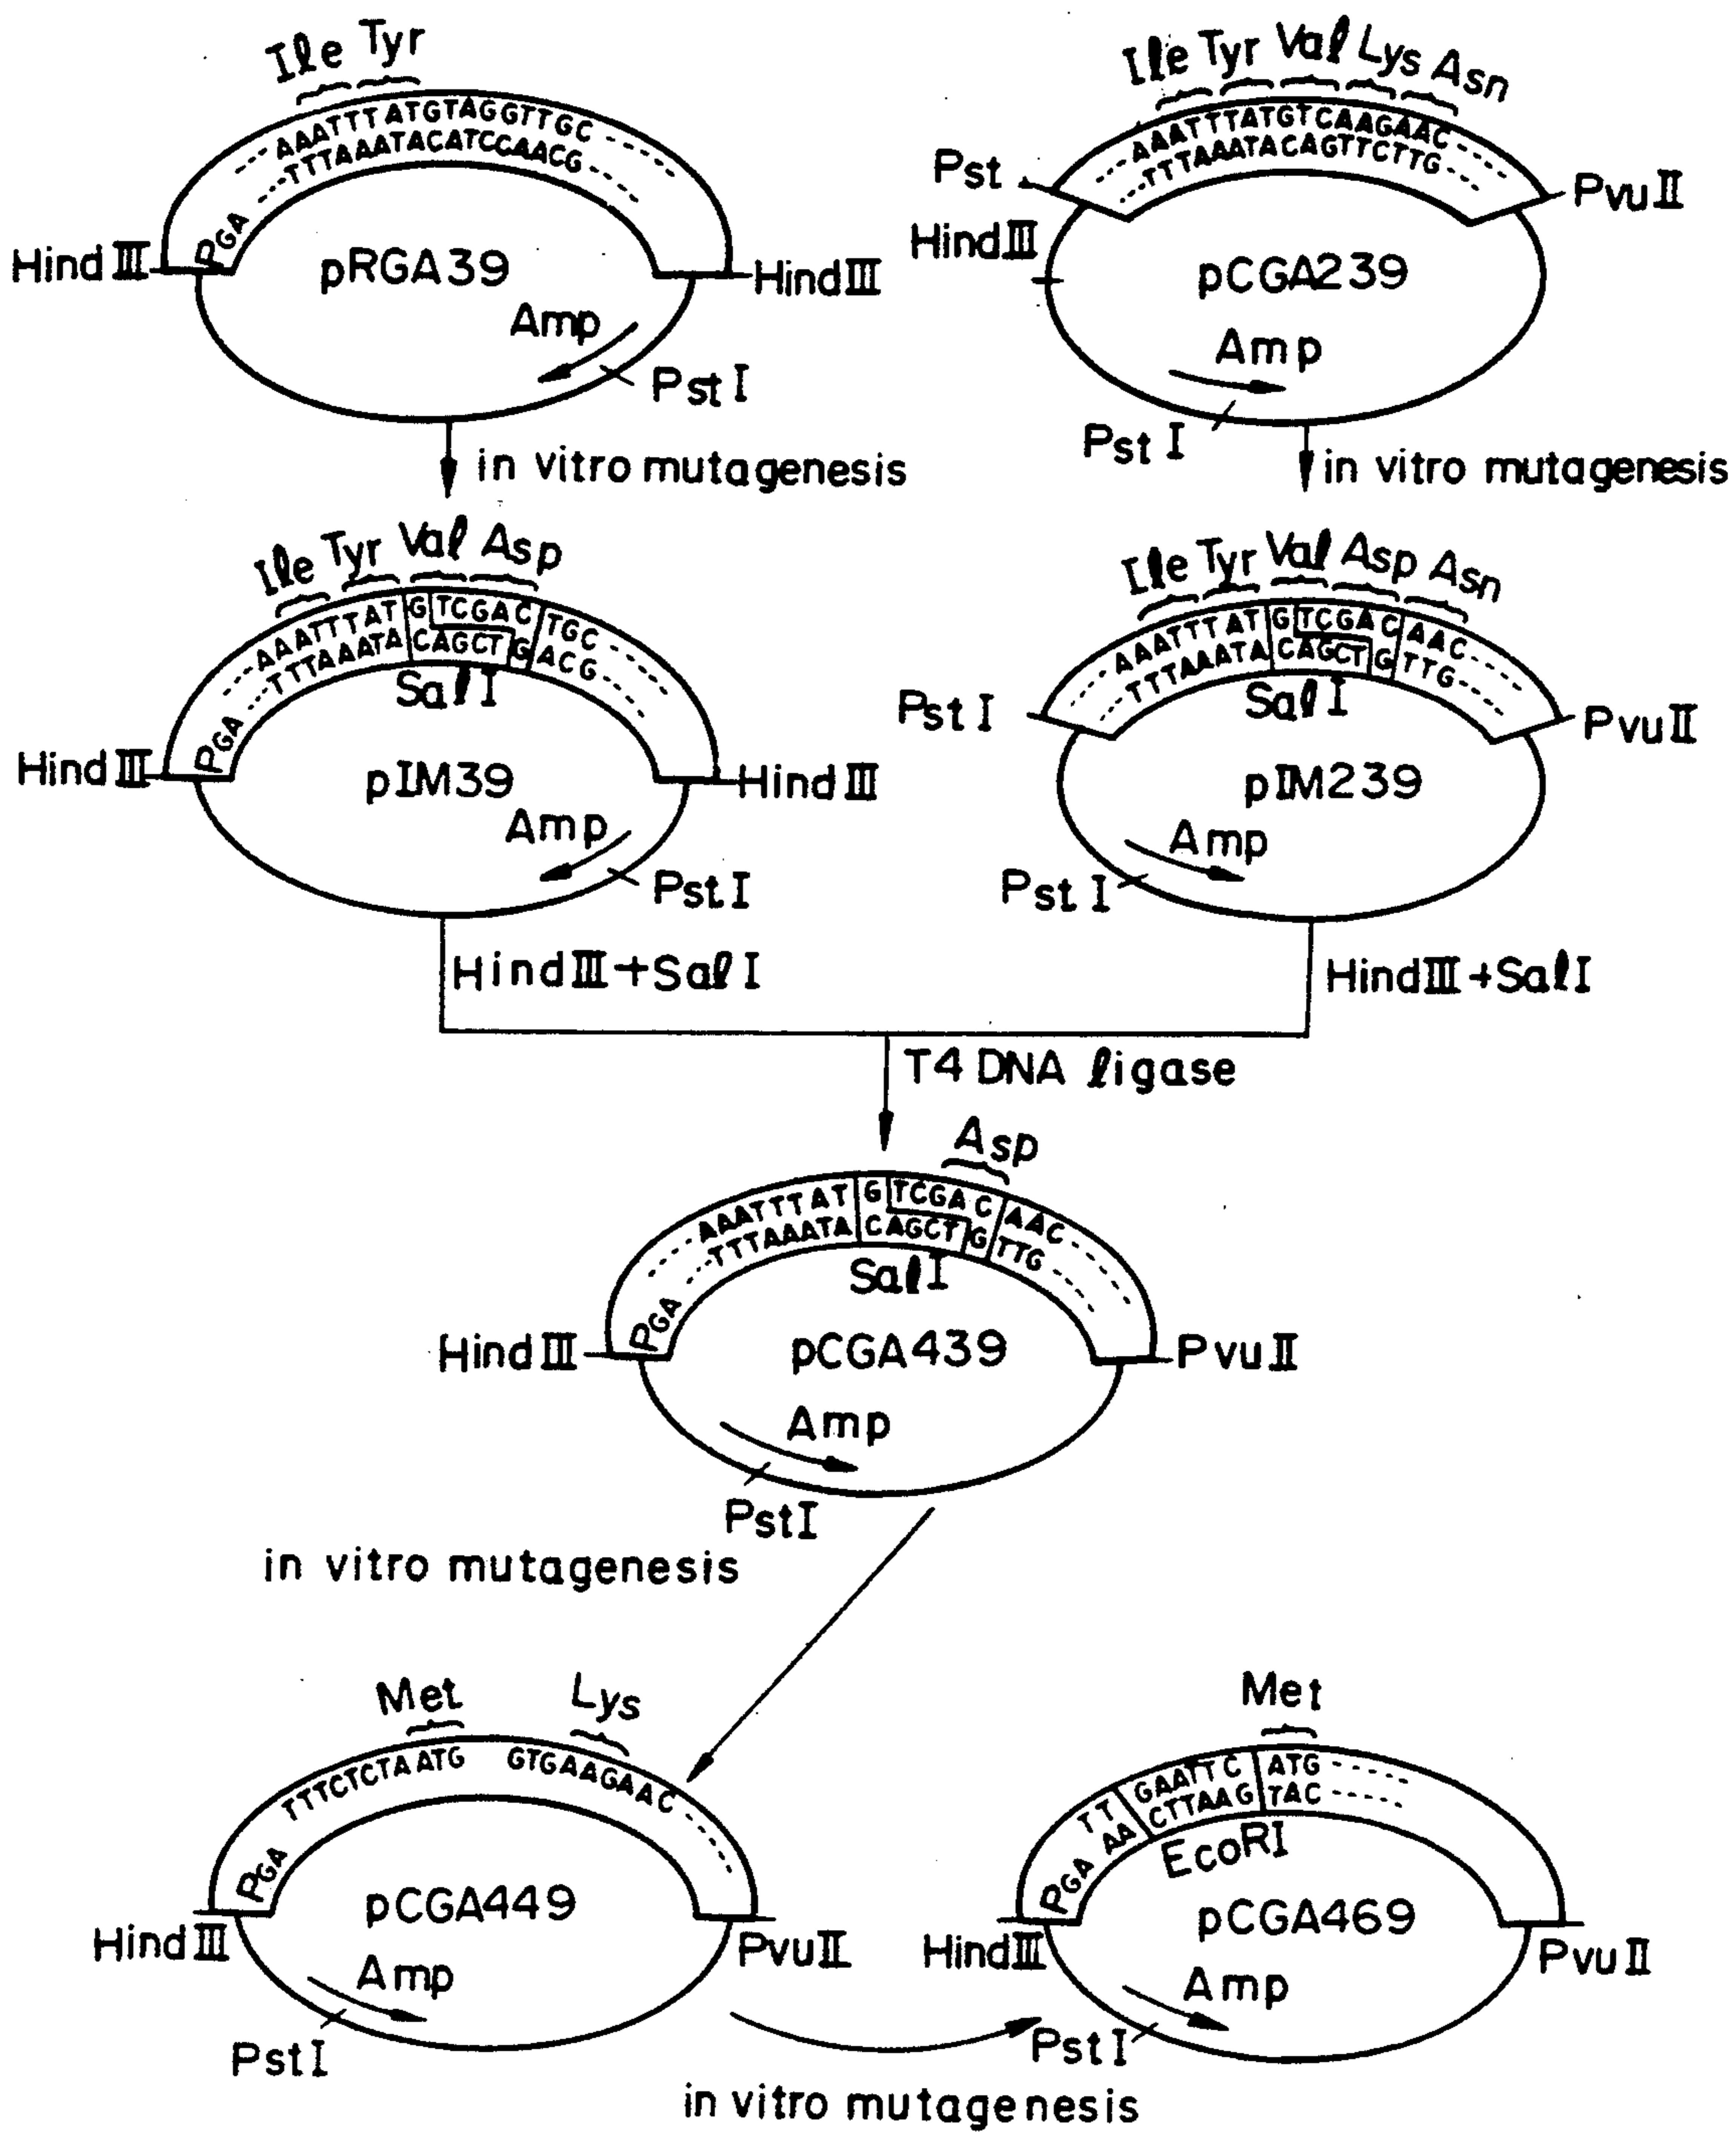 Ile Tyr
AAATTTATGTAGGTTGC
TTTAAATACATCCAACG
PGA
Hind III
Hind III
pRGA39
Amp
Pst I
in vitro mutagenesis
Ile Tyr Val Lys Asn
AAATTTATGTCAAGAAC
TTTAAATACAGTTCTTG
Pst
Pvu II
Hind III
pCGA239
Amp
Pst I
in vitro mutagenesis
Ile Tyr Val Asp
AAATTTAT GTCGAC TGC
TTTAAATA CAGCTG ACG
Sal I
PGA
Hind III
Hind III
pIM39
Amp
Pst I
Ile Tyr Val Asp Asn
AAATTTAT GTCGAC AAC
TTTAAATA CAGCTG TTG
Sal I
Pst I
Pvu II
pIM239
Amp
Pst I
Hind III + Sal I
Hind III + Sal I
T4 DNA ligase
Asp
AAATTTAT GTCGAC AAC
TTTAAATA CAGCTG TTG
Sal I
PGA
Hind III
Pvu II
pCGA439
Amp
Pst I
in vitro mutagenesis
Met Lys
TTTCTCTAATG GTGAAGAAC
PGA
pCGA449
Hind III
Pvu II
Amp
Pst I
Met
TT GAATTC ATG
AA CTTAAG TAC
EcoRI
PGA
pCGA469
Hind III
Pvu II
Amp
Pst I
in vitro mutagenesis